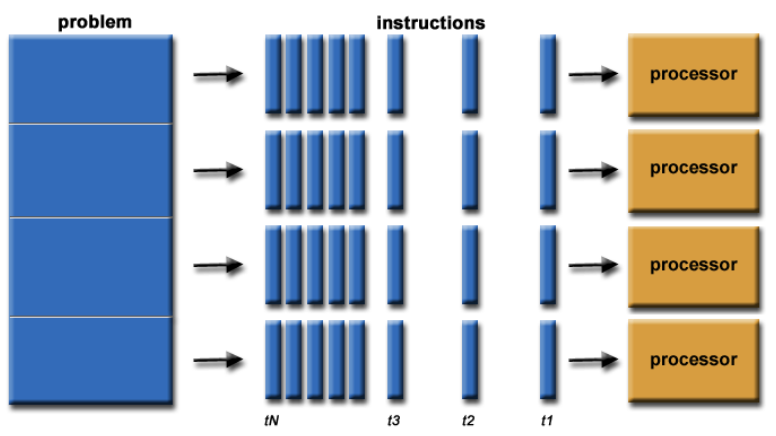 problem
instructions
processor
processor
processor
processor
tN t3 t2 t1